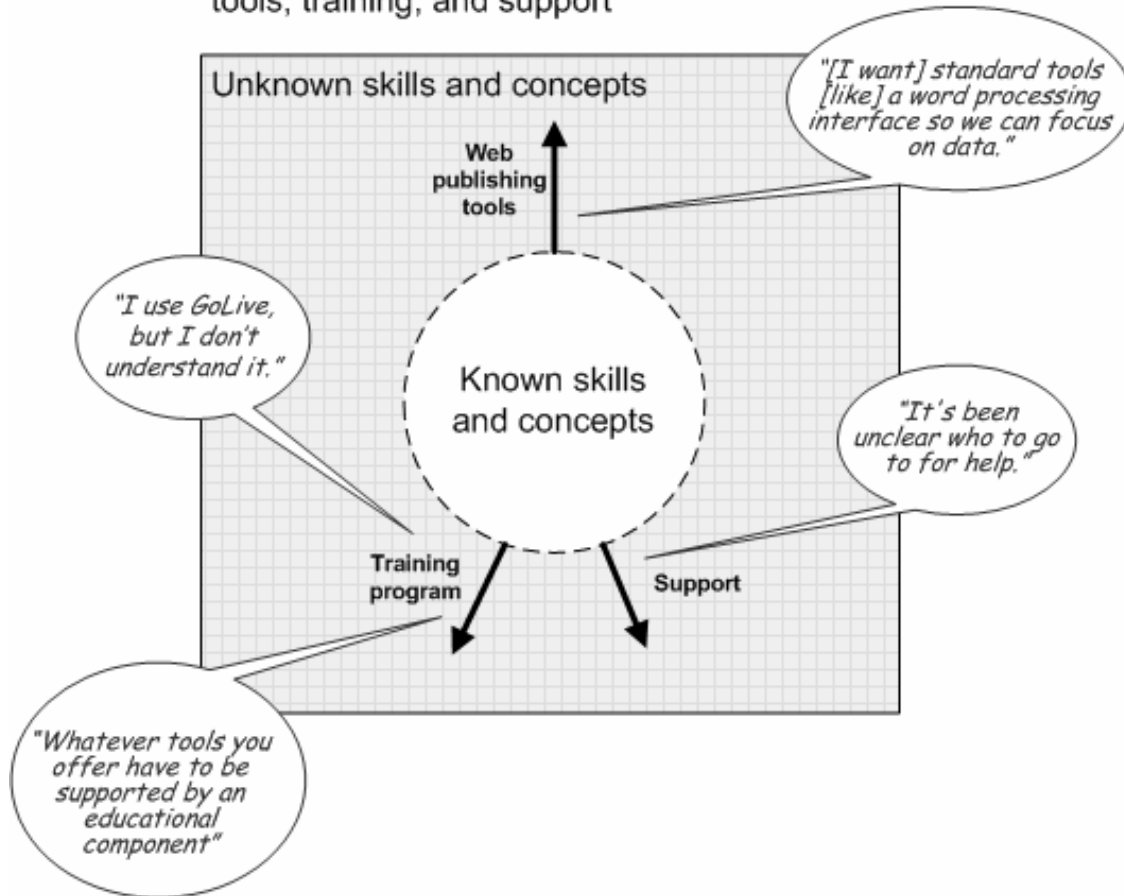 tools, training, and support
Unknown skills and concepts
"[I want] standard tools
[like] a word processing
interface so we can focus
on data."
Web
publishing
tools
"I use GoLive,
but I don't
understand it."
Known skills
and concepts
"It's been
unclear who to go
to for help."
Training
program
Support
"Whatever tools you
offer have to be
supported by an
educational
component"